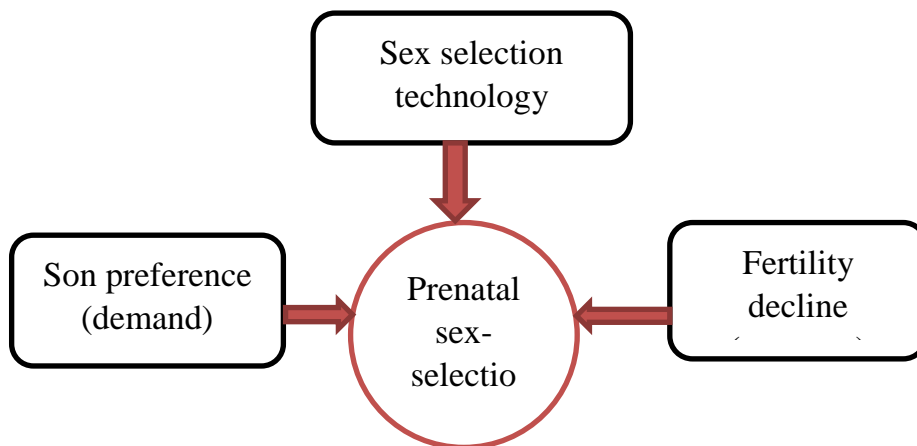 Sex selection
technology
Son preference
(demand)
Prenatal
sex-
selectio
Fertility
decline